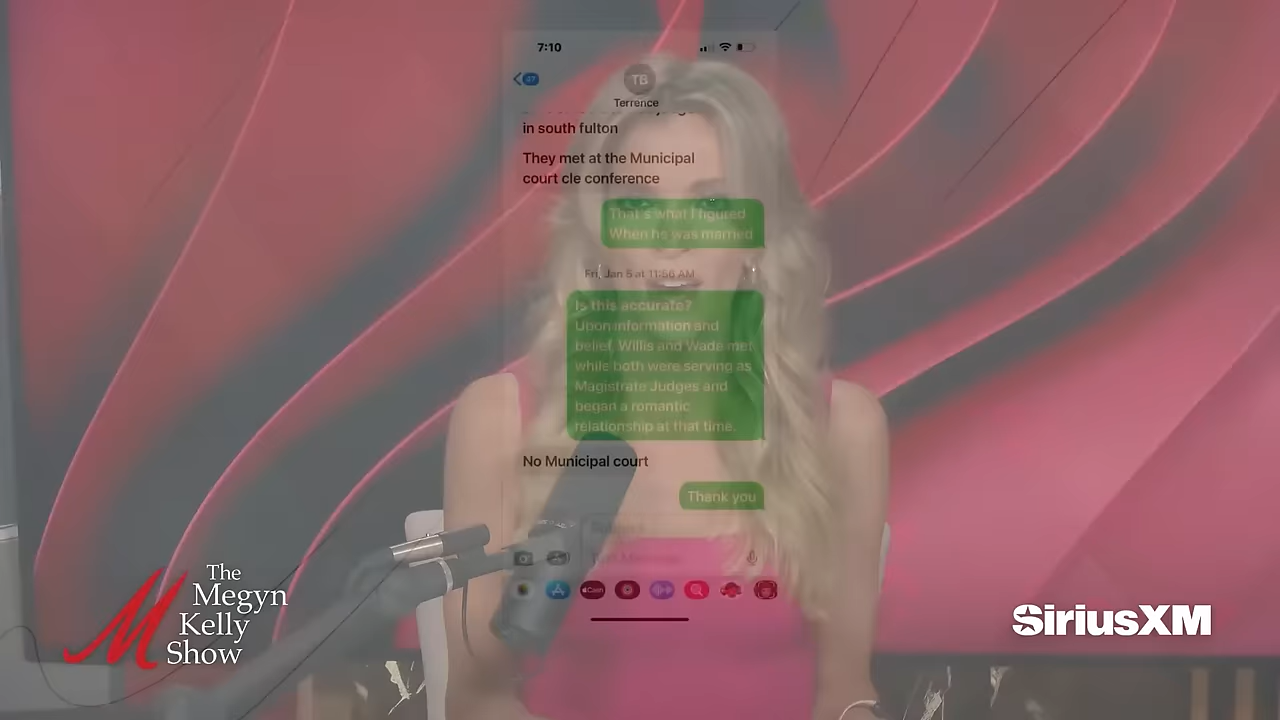 7:10
TB
Terrence
in south fulton
They met at the Municipal
court cle conference
That's what I figured
When he was married
Fri, Jan 5 at 11:56 AM
Is this accurate?
Upon information and
belief, Willis and Wade met
while both were serving as
Magistrate Judges and
began a romantic
relationship at that time.
No Municipal court
Thank you
Cash
The
Megyn
Kelly
Show
SiriusXM